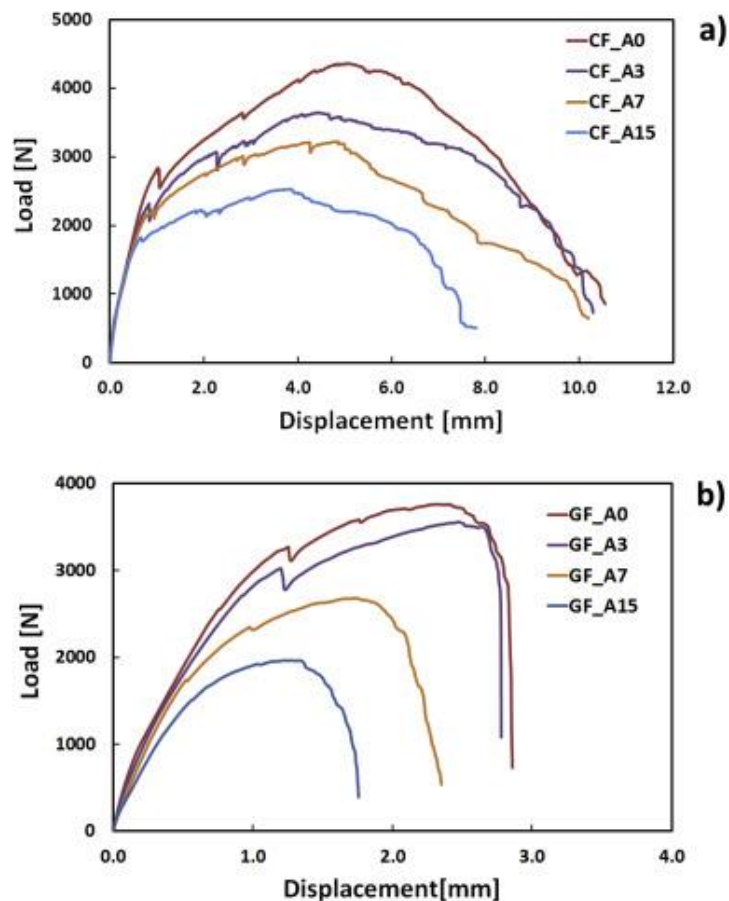 a)
5000
4000
3000
2000
1000
0
Load [N]
CF_A0
CF_A3
CF_A7
CF_A15
0.0 2.0 4.0 6.0 8.0 10.0 12.0
Displacement [mm]
b)
4000
3000
2000
1000
0
Load [N]
GF_A0
GF_A3
GF_A7
GF_A15
0.0 1.0 2.0 3.0 4.0
Displacement[mm]